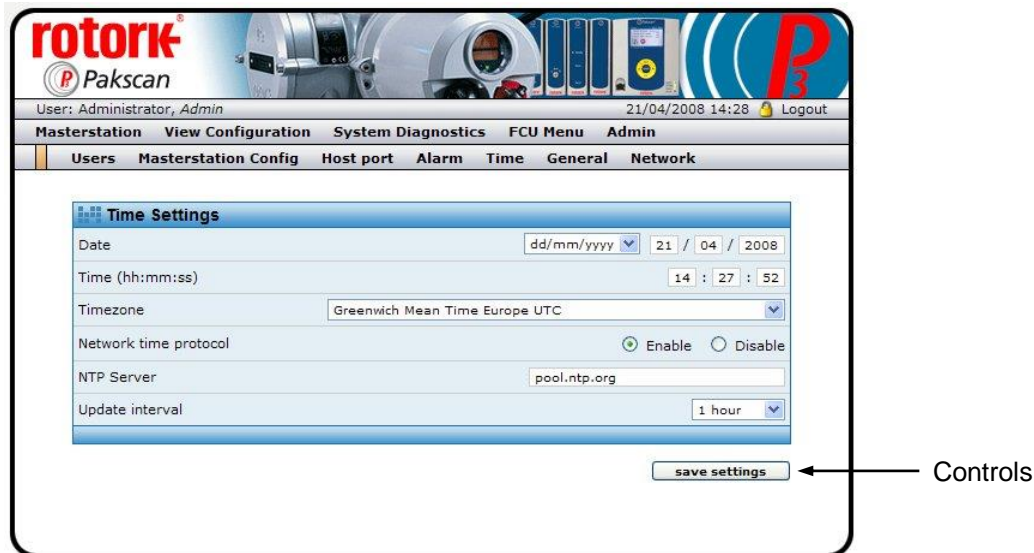 rotork
Pakscan
P3
User: Administrator, Admin 21/04/2008 14:28 Logout
Masterstation View Configuration System Diagnostics FCU Menu Admin
Users Masterstation Config Host port Alarm Time General Network
Time Settings
Date dd/mm/yyyy 21 / 04 / 2008
Time (hh:mm:ss) 14 : 27 : 52
Timezone Greenwich Mean Time Europe UTC
Network time protocol Enable Disable
NTP Server pool.ntp.org
Update interval 1 hour
save settings Controls